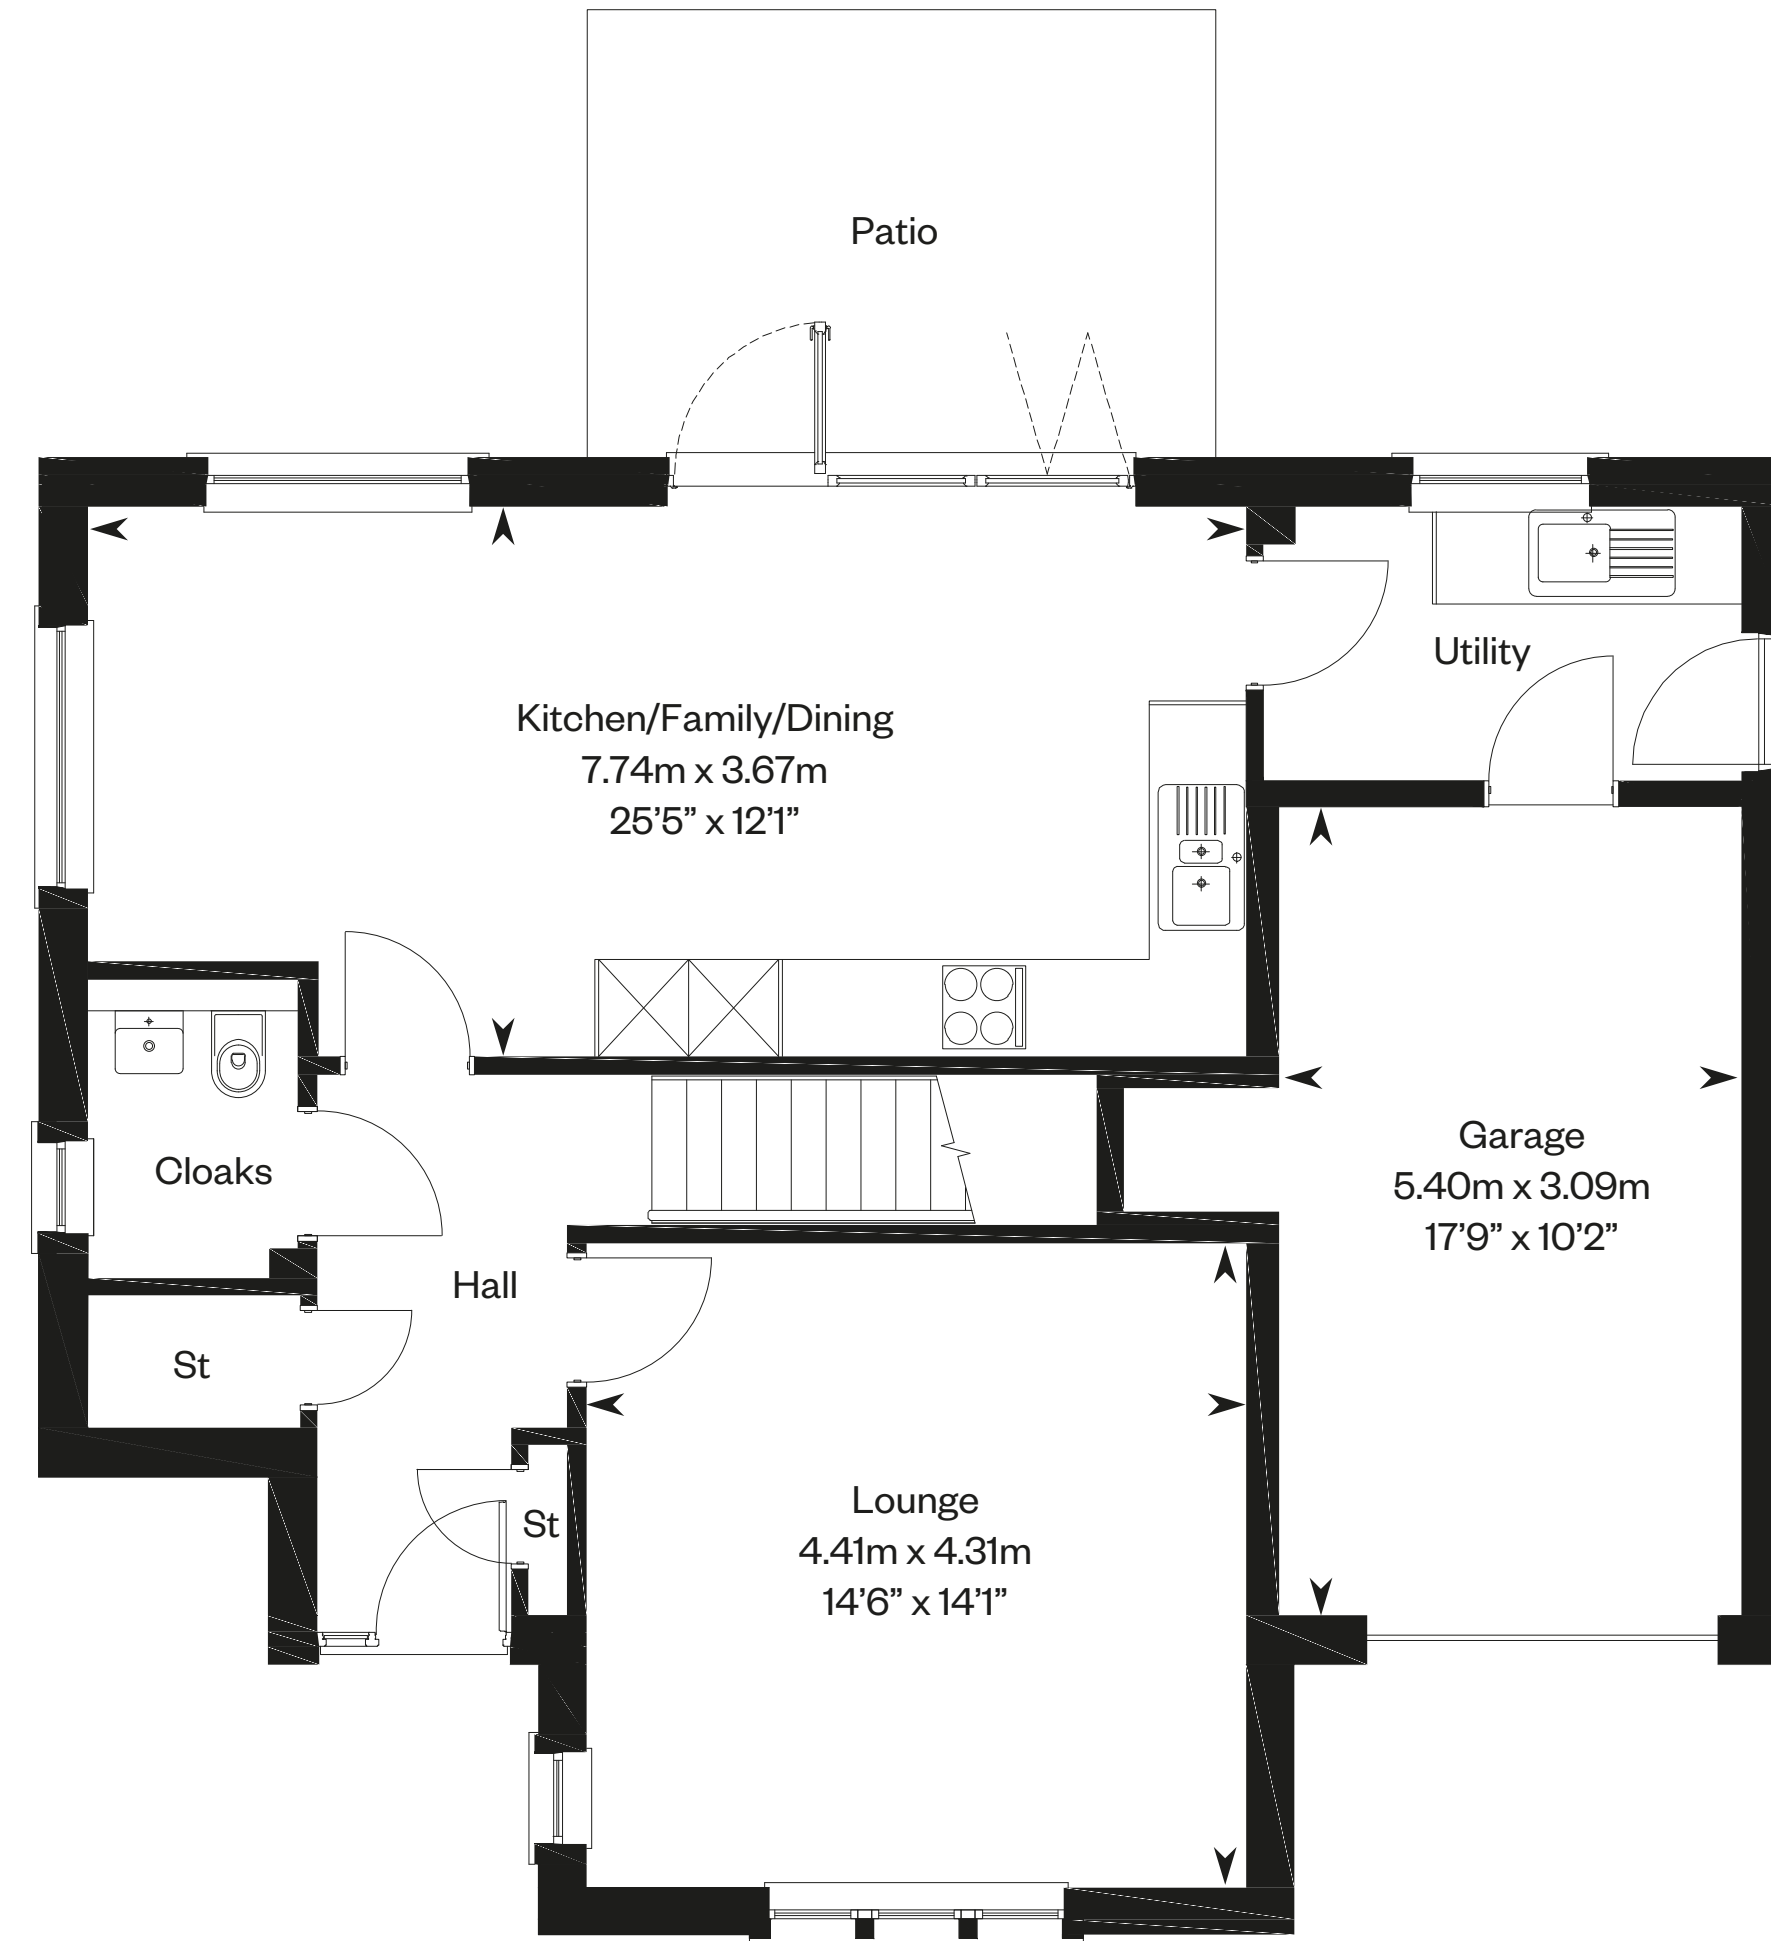 Patio
Utility
Kitchen/Family/Dining
7.74m x 3.67m
25’5” x 12’1”
Garage
5.40m x 3.09m
17’9” x 10’2”
Cloaks
Hall
St
St
Lounge
4.41m x 4.31m
14’6” x 14’1”